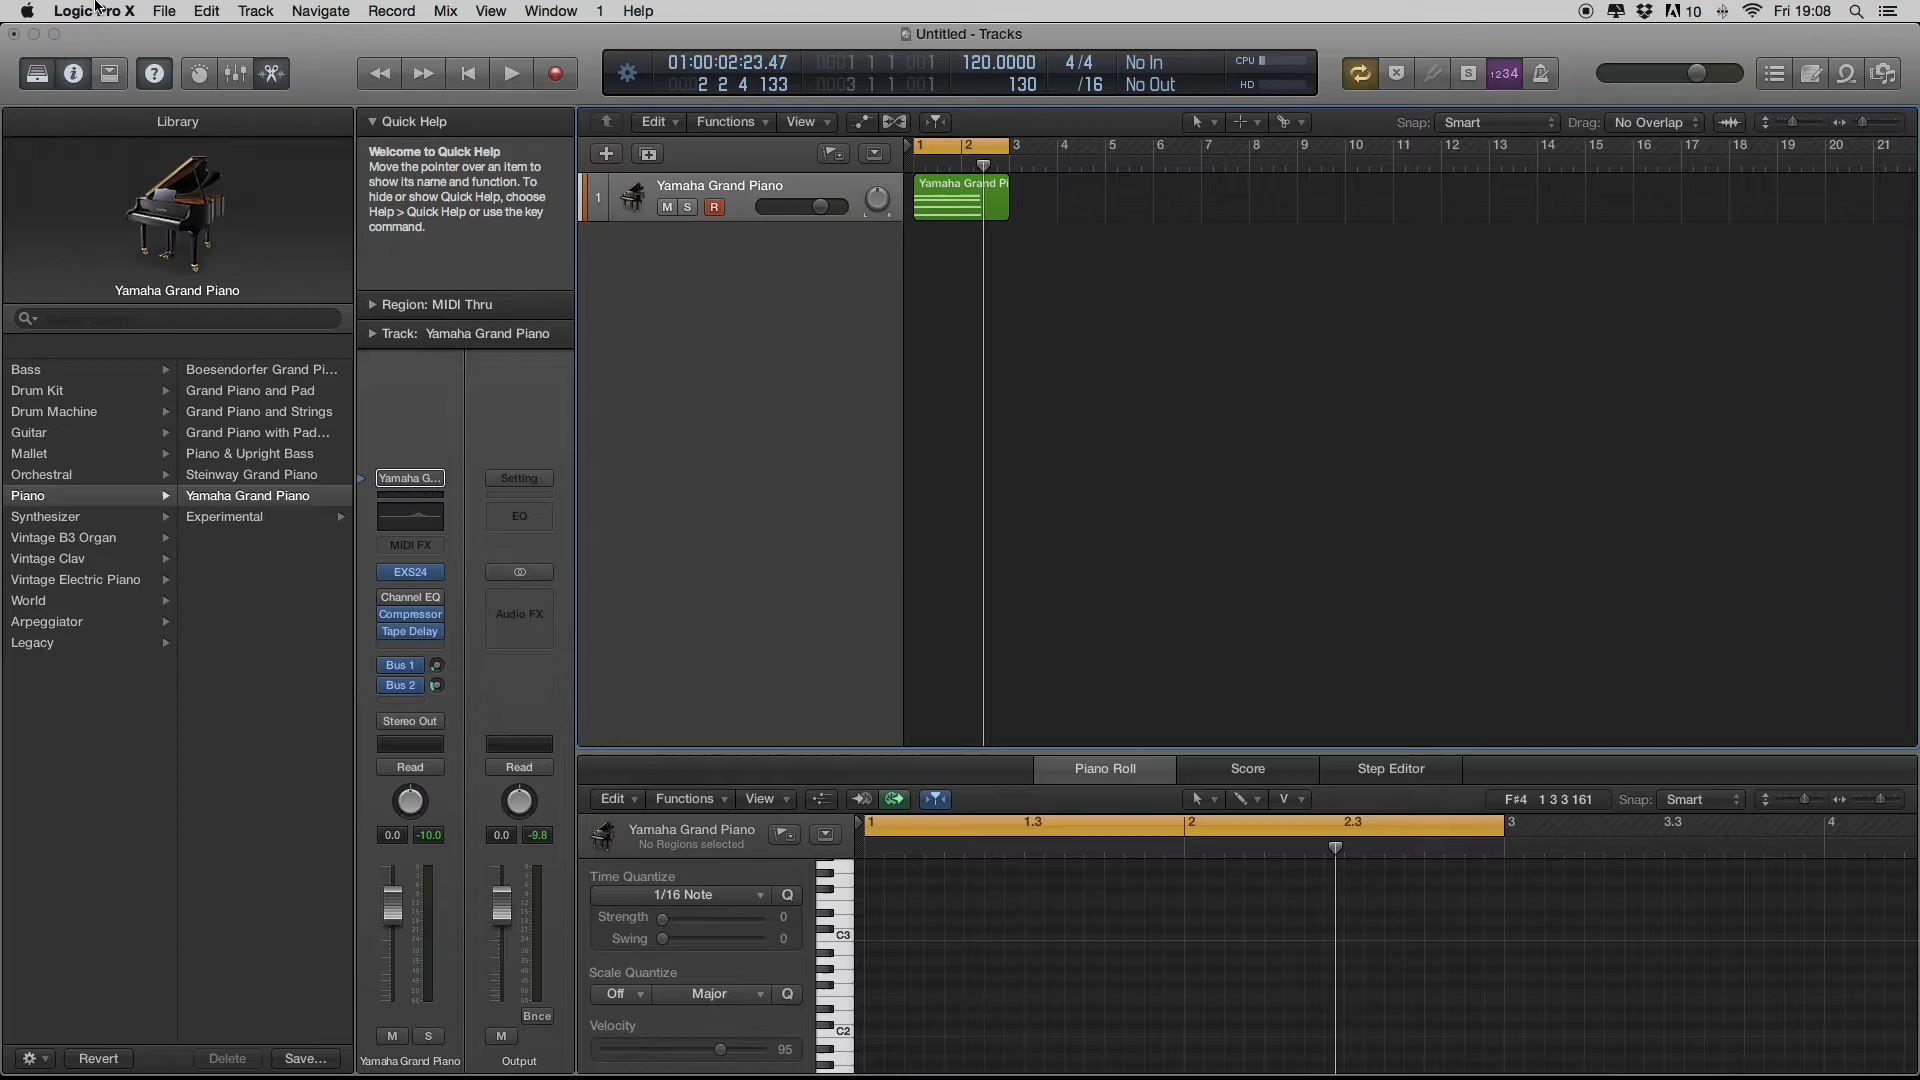 Logic Pro X File Edit Track Navigate Record Mix View Window 1 Help
10 Fri 19:08
Untitled - Tracks
01:00:02:23.47 120.0000 4/4 No In CPU
2 2 4 133 130 /16 No Out HD
1234
Library
Quick Help
Edit Functions View Snap: Smart Drag: No Overlap
Welcome to Quick Help
Move the pointer over an item to
show its name and function. To
hide or show Quick Help, choose
Help > Quick Help or use the key
command.
1 2 3 4 5 6 7 8 9 10 11 12 13 14 15 16 17 18 19 20 21
1 Yamaha Grand Piano
M S R L R
Yamaha Grand Pi
Yamaha Grand Piano
Region: MIDI Thru
Track: Yamaha Grand Piano
Bass
Drum Kit
Drum Machine
Guitar
Mallet
Orchestral
Piano
Synthesizer
Vintage B3 Organ
Vintage Clav
Vintage Electric Piano
World
Arpeggiator
Legacy
Boesendorfer Grand Pi...
Grand Piano and Pad
Grand Piano and Strings
Grand Piano with Pad...
Piano & Upright Bass
Steinway Grand Piano
Yamaha Grand Piano
Experimental
Revert Delete Save...
Yamaha G...
MIDI FX
EXS24
Channel EQ
Compressor
Tape Delay
Bus 1
Bus 2
Stereo Out
Read
0.0 -10.0
M S
Yamaha Grand Piano
Setting
EQ
Audio FX
Read
0.0 -9.8
Bnce
M
Output
Piano Roll Score Step Editor
Edit Functions View V F#4 1 3 3 161 Snap: Smart
1 1.3 2 2.3 3 3.3 4
Yamaha Grand Piano
No Regions selected
Time Quantize
1/16 Note Q
Strength 0
Swing 0
Scale Quantize
Off Major Q
Velocity
95
C3
C2